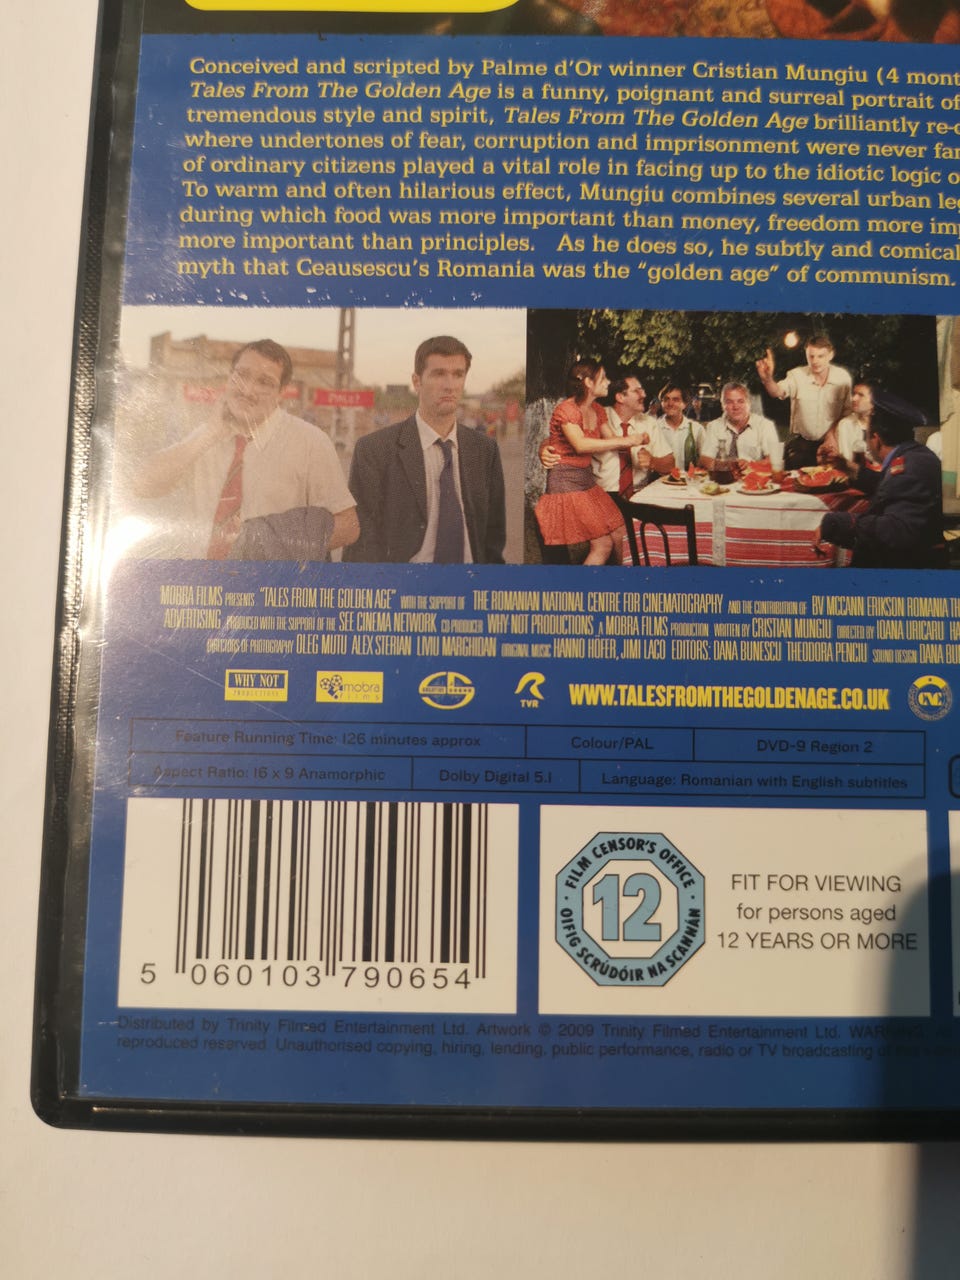 Conceived and scripted by Palme d'Or winner Cristian Mungiu (4 mont
Tales From The Golden Age is a funny, poignant and surreal portrait of
tremendous style and spirit, Tales From The Golden Age brilliantly re-c
where undertones of fear, corruption and imprisonment were never far
of ordinary citizens played a vital role in facing up to the idiotic logic o
To warm and often hilarious effect, Mungiu combines several urban leg
during which food was more important than money, freedom more imp
more important than principles. As he does so, he subtly and comical
myth that Ceausescu's Romania was the "golden age" of communism.
MOBRA FILMS PRESENTS "TALES FROM THE GOLDEN AGE" WITH THE SUPPORT OF THE ROMANIAN NATIONAL CENTRE FOR CINEMATOGRAPHY AND THE CONTRIBUTION OF BV MCCANN ERIKSON ROMANIA TH
ADVERTISING PRODUCED WITH THE SUPPORT OF THE SEE CINEMA NETWORK CO PRODUCER WHY NOT PRODUCTIONS A MOBRA FILMS PRODUCTION WRITTEN BY CRISTIAN MUNGIU DIRECTED BY IOANA URICARU HA
DIRECTORS OF PHOTOGRAPHY OLEG MUTU ALEX STERIAN LIVIU MARGHIDAN ORIGINAL MUSIC HANNO HOFER, JIMI LACO EDITORS: DANA BUNESCU THEODORA PENCIU SOUND DESIGN DANA BU
WHY NOT PRODUCTIONS
mobra films
TVR
WWW.TALESFROMTHEGOLDENAGE.CO.UK
CNC
Feature Running Time: 126 minutes approx Colour/PAL DVD-9 Region 2
Aspect Ratio: 16 x 9 Anamorphic Dolby Digital 5.1 Language: Romanian with English subtitles
5 060103 790654
FILM CENSOR'S OFFICE
12
OIFIG SCRÚDÓIR NA SCANNÁN
FIT FOR VIEWING
for persons aged
12 YEARS OR MORE
Distributed by Trinity Filmed Entertainment Ltd. Artwork © 2009 Trinity Filmed Entertainment Ltd. WARNING.
reproduced reserved. Unauthorised copying, hiring, lending, public performance, radio or TV broadcasting of